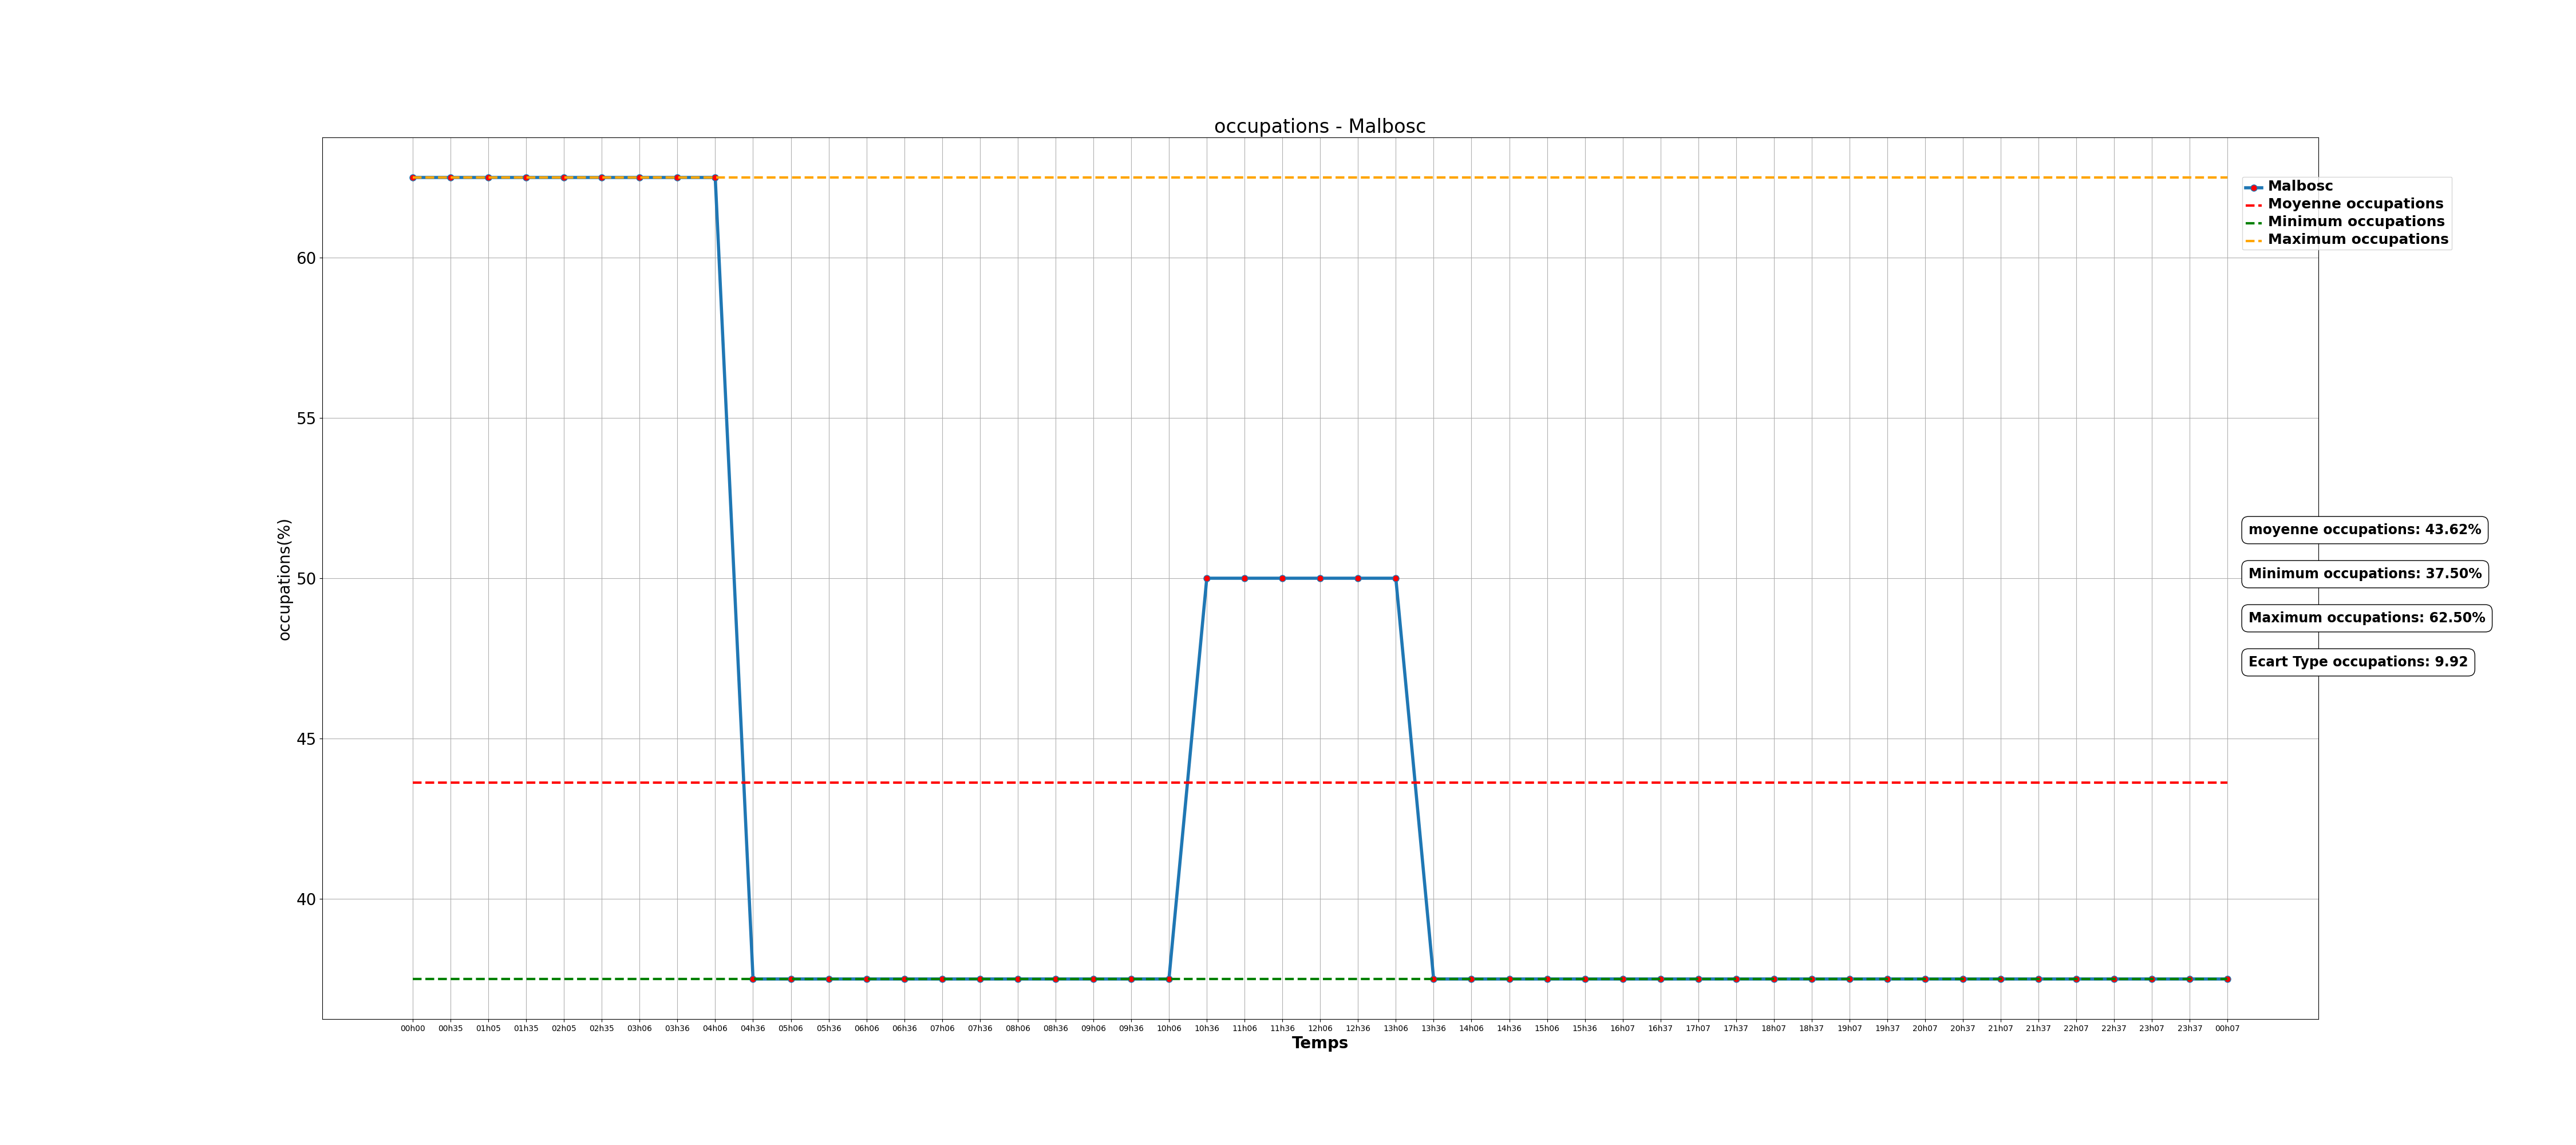 occupations - Malbosc
Malbosc
Moyenne occupations
Minimum occupations
Maximum occupations
60
55
50
45
40
occupations(%)
moyenne occupations: 43.62%
Minimum occupations: 37.50%
Maximum occupations: 62.50%
Ecart Type occupations: 9.92
00h00 00h35 01h05 01h35 02h05 02h35 03h06 03h36 04h06 04h36 05h06 05h36 06h06 06h36 07h06 07h36 08h06 08h36 09h06 09h36 10h06 10h36 11h06 11h36 12h06 12h36 13h06 13h36 14h06 14h36 15h06 15h36 16h07 16h37 17h07 17h37 18h07 18h37 19h07 19h37 20h07 20h37 21h07 21h37 22h07 22h37 23h07 23h37 00h07
Temps